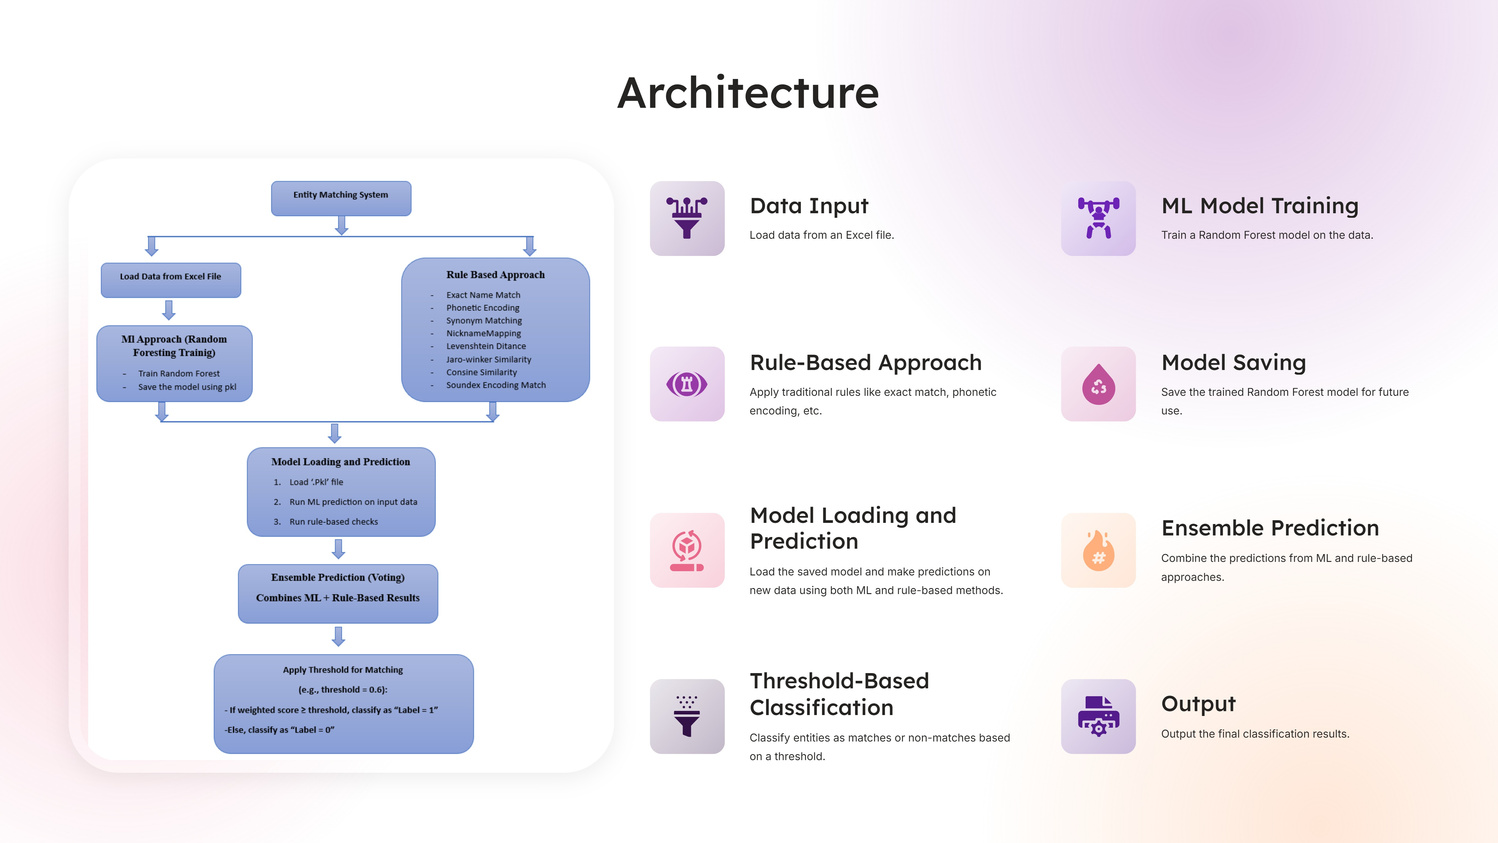 Architecture
Entity Matching System
Load Data from Excel File
Ml Approach (Random
Foresting Trainig)
- Train Random Forest
- Save the model using pkl
Rule Based Approach
- Exact Name Match
- Phonetic Encoding
- Synonym Matching
- NicknameMapping
- Levenshtein Ditance
- Jaro-winker Similarity
- Consine Similarity
- Soundex Encoding Match
Model Loading and Prediction
1. Load ‘.Pkl’ file
2. Run ML prediction on input data
3. Run rule-based checks
Ensemble Prediction (Voting)
Combines ML + Rule-Based Results
Apply Threshold for Matching
(e.g., threshold = 0.6):
- If weighted score ≥ threshold, classify as “Label = 1”
-Else, classify as “Label = 0”
Data Input
Load data from an Excel file.
ML Model Training
Train a Random Forest model on the data.
Rule-Based Approach
Apply traditional rules like exact match, phonetic
encoding, etc.
Model Saving
Save the trained Random Forest model for future
use.
Model Loading and
Prediction
Load the saved model and make predictions on
new data using both ML and rule-based methods.
Ensemble Prediction
Combine the predictions from ML and rule-based
approaches.
Threshold-Based
Classification
Classify entities as matches or non-matches based
on a threshold.
Output
Output the final classification results.